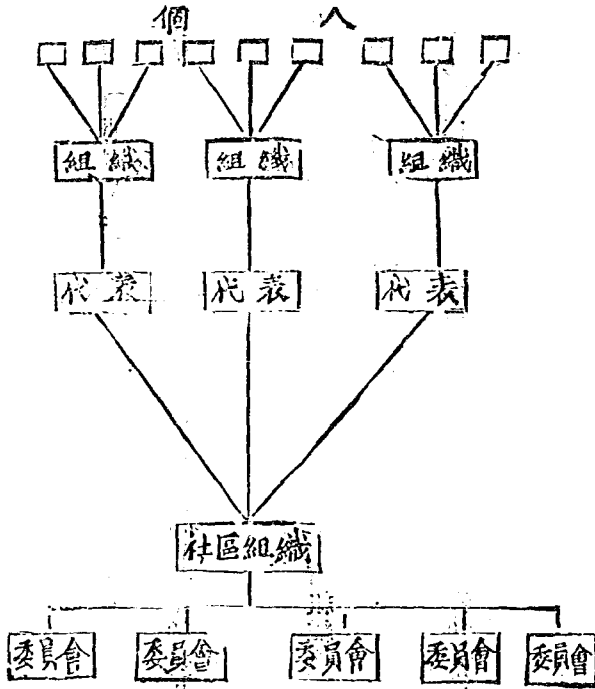 個人
組織 組織 組織
代表 代表 代表
社區組織
委員會 委員會 委員會 委員會 委員會